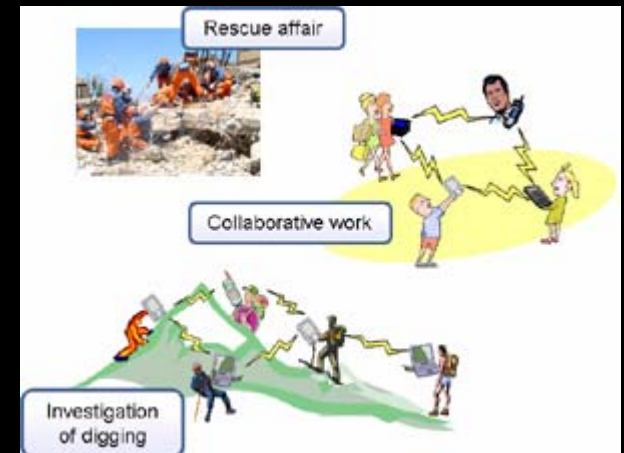 Rescue affair
Collaborative work
Investigation
of digging